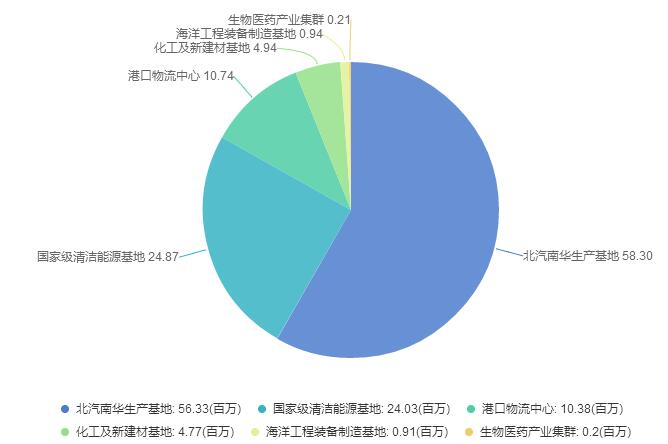 生物医药产业集群 0.21
海洋工程装备制造基地 0.94
化工及新建材基地 4.94
港口物流中心 10.74
国家级清洁能源基地 24.87
北汽南华生产基地 58.30
北汽南华生产基地: 56.33(百万) 国家级清洁能源基地: 24.03(百万) 港口物流中心: 10.38(百万)
化工及新建材基地: 4.77(百万) 海洋工程装备制造基地: 0.91(百万) 生物医药产业集群: 0.2(百万)